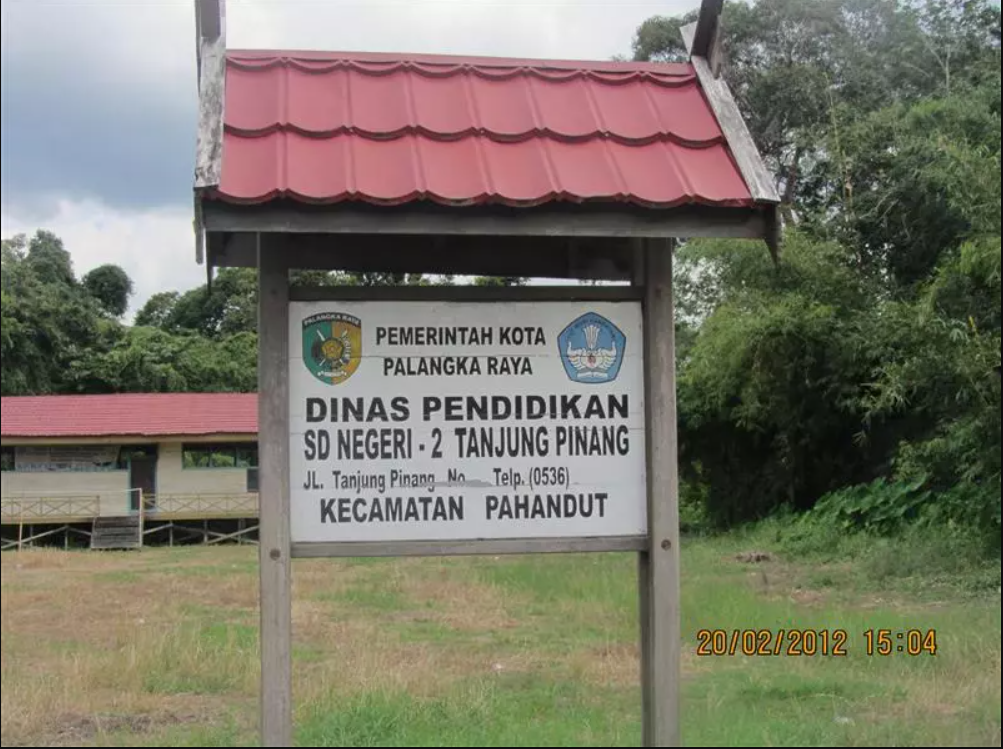 PALANGKA RAYA
PEMERINTAH KOTA
PALANGKA RAYA
DINAS PENDIDIKAN
SD NEGERI - 2 TANJUNG PINANG
JL. Tanjung Pinang No Telp. (0536)
KECAMATAN PAHANDUT
20/02/2012 15:04